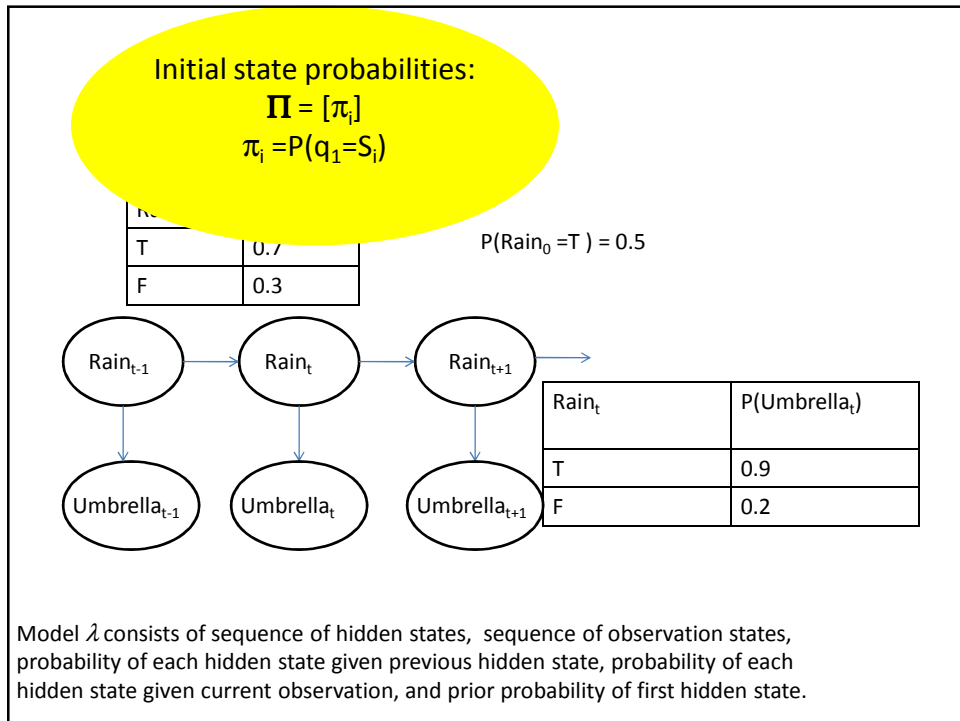 Initial state probabilities:
Π = [πᵢ]
πᵢ =P(q₁=Sᵢ)
T 0.7
F 0.3
P(Rain₀ =T ) = 0.5
Rainₜ₋₁ Rainₜ Rainₜ₊₁
Rainₜ P(Umbrellaₜ)
T 0.9
F 0.2
Umbrellaₜ₋₁ Umbrellaₜ Umbrellaₜ₊₁
Model λ consists of sequence of hidden states, sequence of observation states,
probability of each hidden state given previous hidden state, probability of each
hidden state given current observation, and prior probability of first hidden state.